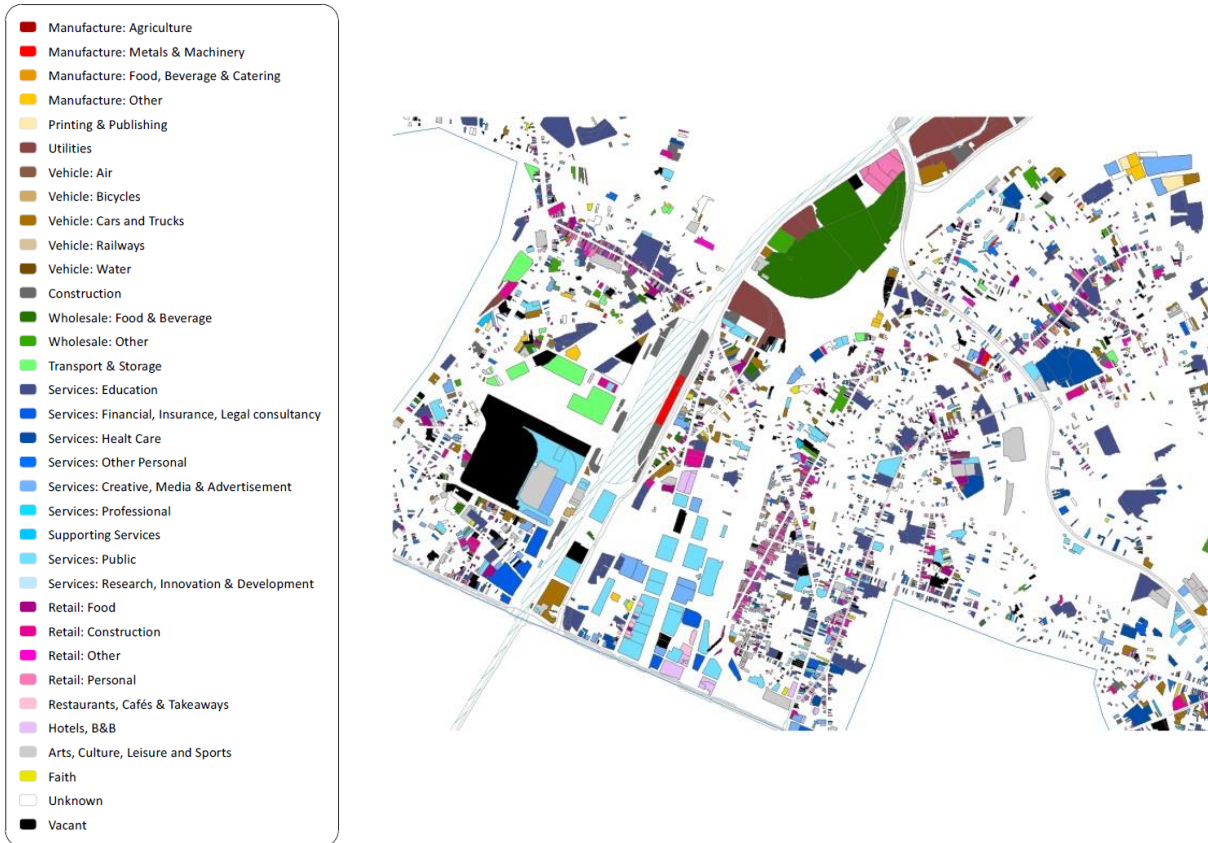 Manufacture: Agriculture
Manufacture: Metals & Machinery
Manufacture: Food, Beverage & Catering
Manufacture: Other
Printing & Publishing
Utilities
Vehicle: Air
Vehicle: Bicycles
Vehicle: Cars and Trucks
Vehicle: Railways
Vehicle: Water
Construction
Wholesale: Food & Beverage
Wholesale: Other
Transport & Storage
Services: Education
Services: Financial, Insurance, Legal consultancy
Services: Healt Care
Services: Other Personal
Services: Creative, Media & Advertisement
Services: Professional
Supporting Services
Services: Public
Services: Research, Innovation & Development
Retail: Food
Retail: Construction
Retail: Other
Retail: Personal
Restaurants, Cafés & Takeaways
Hotels, B&B
Arts, Culture, Leisure and Sports
Faith
Unknown
Vacant